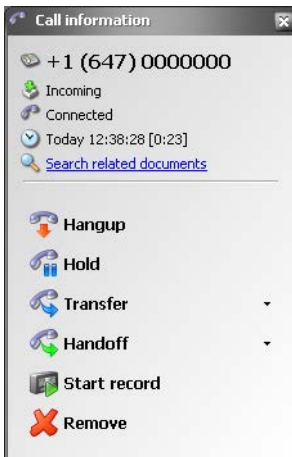 Call information
+1 (647) 0000000
Incoming
Connected
Today 12:38:28 [0:23]
Search related documents
Hangup
Hold
Transfer
Handoff
Start record
Remove